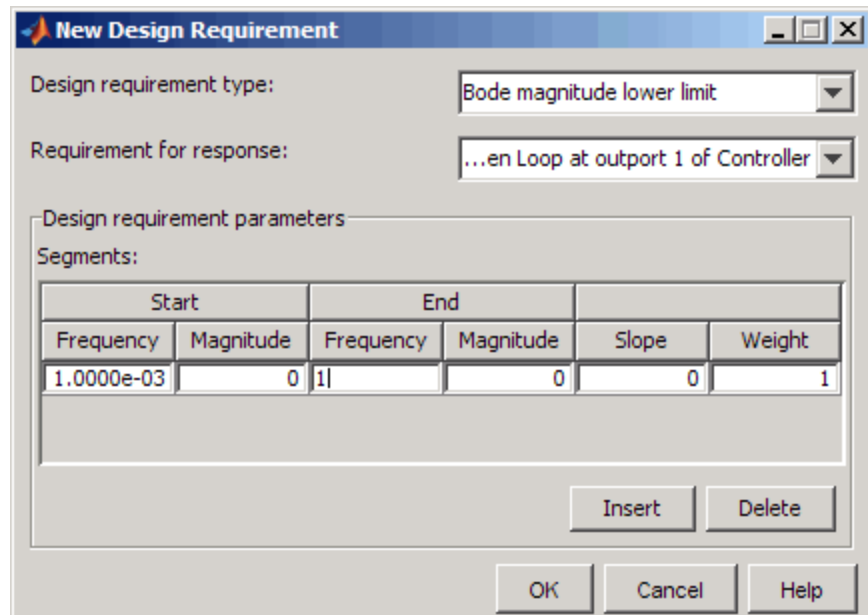 New Design Requirement
Design requirement type:
Bode magnitude lower limit
Requirement for response:
...en Loop at outport 1 of Controller
Design requirement parameters
Segments:
Start End
Frequency Magnitude Frequency Magnitude Slope Weight
1.0000e-03 0 1 0 0 1
Insert Delete
OK Cancel Help